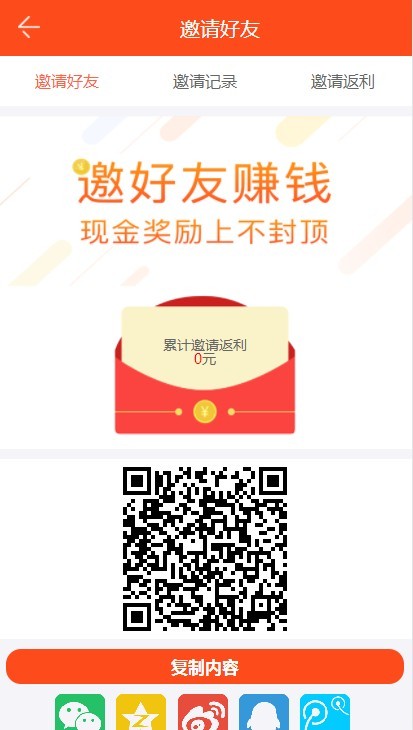 邀请好友
邀请好友 邀请记录 邀请返利
邀好友赚钱
现金奖励上不封顶
累计邀请返利
0元
复制内容